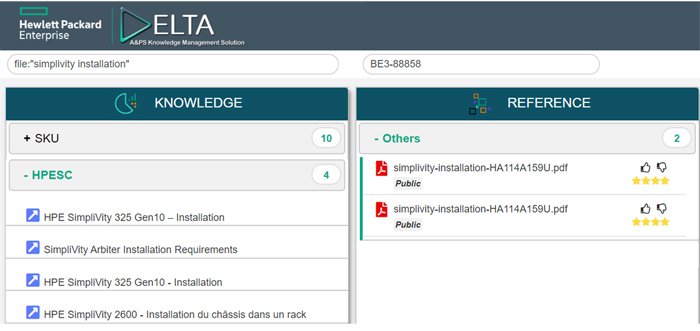 Hewlett Packard
Enterprise
DELTA
A&PS Knowledge Management Solution
file:"simplivity installation"
BE3-88858
KNOWLEDGE
+ SKU
10
- HPESC
4
HPE SimpliVity 325 Gen10 – Installation
SimpliVity Arbiter Installation Requirements
HPE SimpliVity 325 Gen10 - Installation
HPE SimpliVity 2600 - Installation du châssis dans un rack
REFERENCE
- Others
2
simplivity-installation-HA114A159U.pdf
Public
simplivity-installation-HA114A159U.pdf
Public